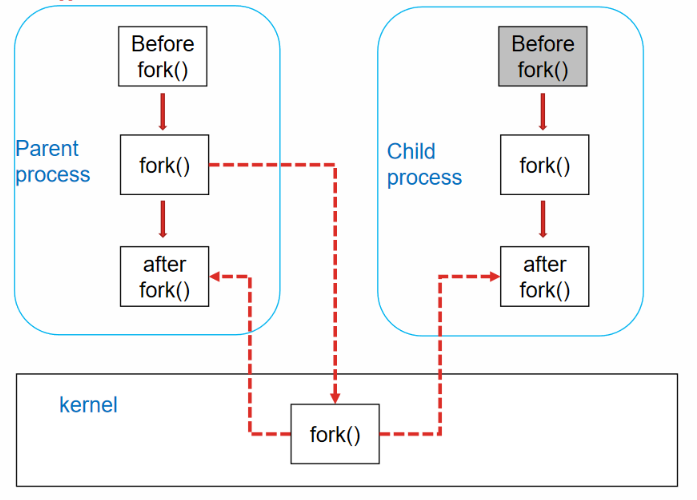 Before
fork()
Parent
process
fork()
after
fork()
Before
fork()
Child
process
fork()
after
fork()
kernel
fork()